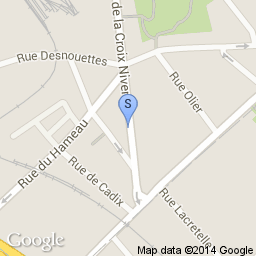 de la Croix Niver
Rue Desnouettes
Rue Olier
S
Rue du Hameau
Rue de Cadix
Rue Lacretelle
Google
Map data ©2014 Google